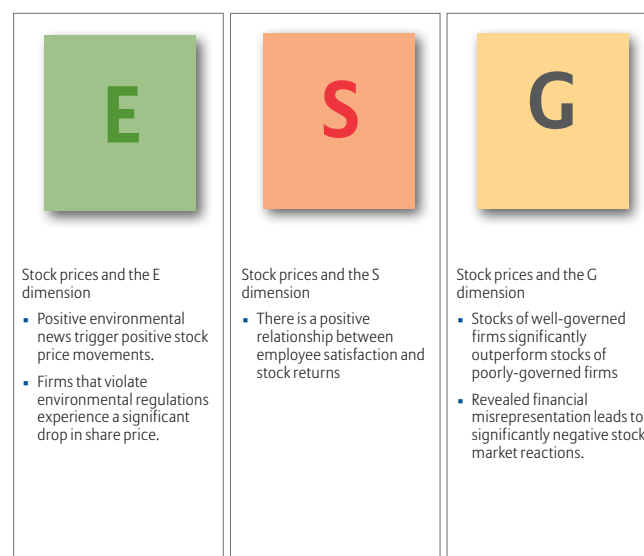 E
Stock prices and the E
dimension
▪ Positive environmental
news trigger positive stock
price movements.
▪ Firms that violate
environmental regulations
experience a significant
drop in share price.
S
Stock prices and the S
dimension
▪ There is a positive
relationship between
employee satisfaction and
stock returns
G
Stock prices and the G
dimension
▪ Stocks of well-governed
firms significantly
outperform stocks of
poorly-governed firms
▪ Revealed financial
misrepresentation leads to
significantly negative stock
market reactions.